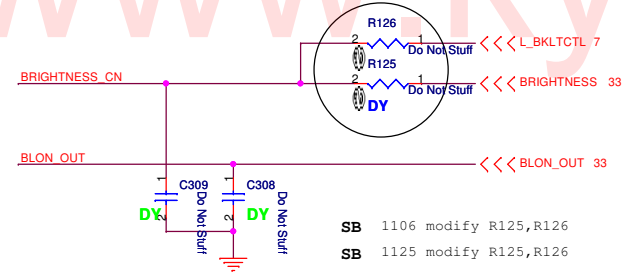 www.ky
R126
2
1
L_BKLTCTL 7
Do Not Stuff
R125
BRIGHTNESS_CN
2
1
BRIGHTNESS 33
Do Not Stuff
DY
BLON_OUT
BLON_OUT 33
1
C309
1
C308
DY
2
Do Not Stuff
2
DY
Do Not Stuff
SB 1106 modify R125,R126
SB 1125 modify R125,R126